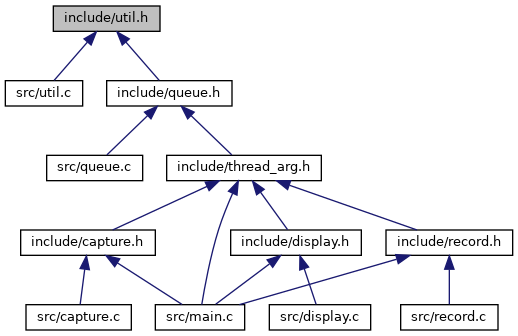 include/util.h
src/util.c
include/queue.h
src/queue.c
include/thread_arg.h
include/capture.h
include/display.h
include/record.h
src/capture.c
src/main.c
src/display.c
src/record.c